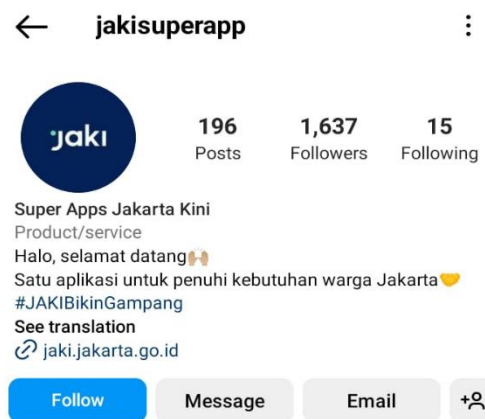 jakisuperapp
jaki
196 1,637 15
Posts Followers Following
Super Apps Jakarta Kini
Product/service
Halo, selamat datang🙌🏼
Satu aplikasi untuk penuhi kebutuhan warga Jakarta🤝
#JAKIBikinGampang
See translation
jaki.jakarta.go.id
Follow Message Email